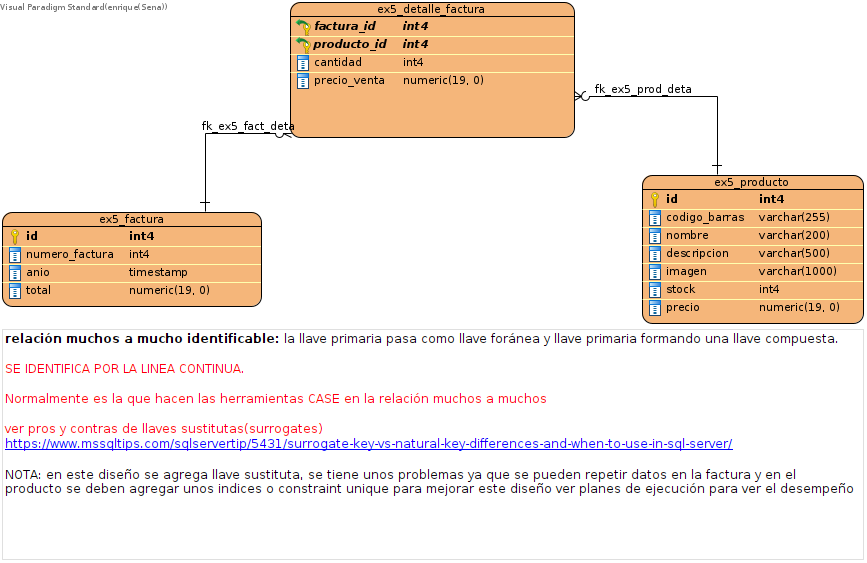 Visual Paradigm Standard(enrique(Sena))
ex5_detalle_factura
factura_id int4
producto_id int4
cantidad int4
precio_venta numeric(19, 0)
fk_ex5_prod_deta
fk_ex5_fact_deta
ex5_producto
id int4
codigo_barras varchar(255)
nombre varchar(200)
descripcion varchar(500)
imagen varchar(1000)
stock int4
precio numeric(19, 0)
ex5_factura
id int4
numero_factura int4
anio timestamp
total numeric(19, 0)
relación muchos a mucho identificable: la llave primaria pasa como llave foránea y llave primaria formando una llave compuesta.
SE IDENTIFICA POR LA LINEA CONTINUA.
Normalmente es la que hacen las herramientas CASE en la relación muchos a muchos
ver pros y contras de llaves sustitutas(surrogates)
https://www.mssqltips.com/sqlservertip/5431/surrogate-key-vs-natural-key-differences-and-when-to-use-in-sql-server/
NOTA: en este diseño se agrega llave sustituta, se tiene unos problemas ya que se pueden repetir datos en la factura y en el
producto se deben agregar unos indices o constraint unique para mejorar este diseño ver planes de ejecución para ver el desempeño